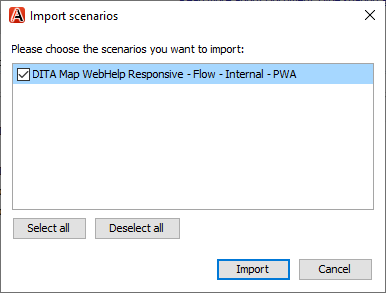 Import scenarios
Please choose the scenarios you want to import:
DITA Map WebHelp Responsive - Flow - Internal - PWA
Select all
Deselect all
Import
Cancel